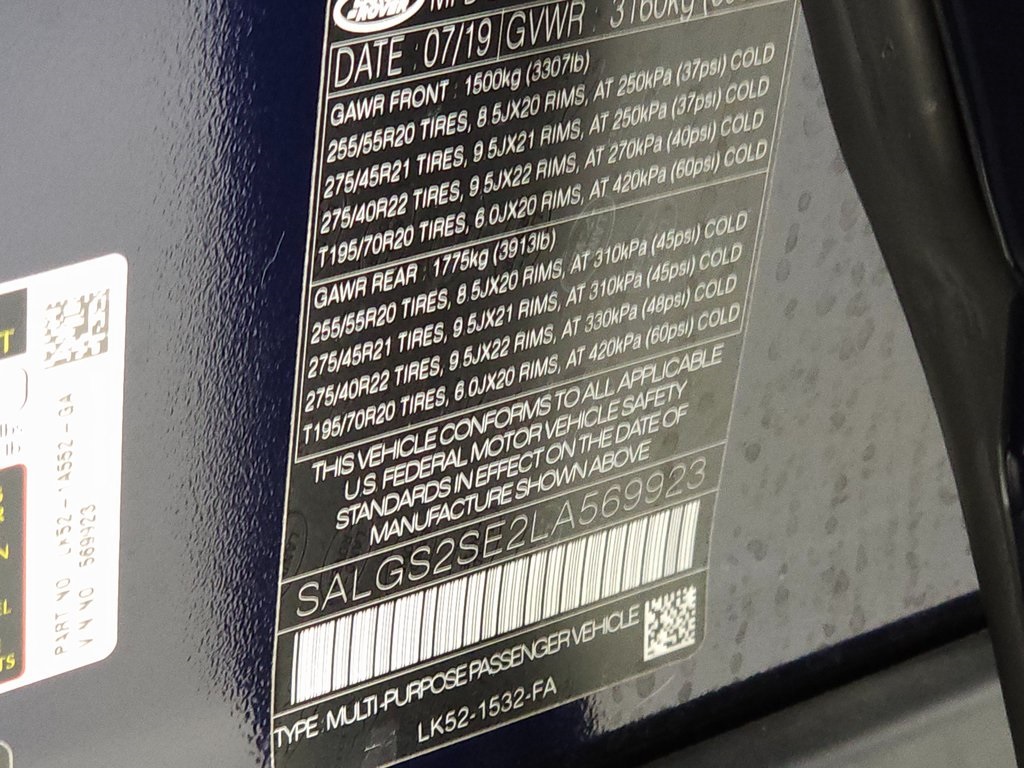 ROVER
DATE : 07/19 GVWR : 3160kg
GAWR FRONT : 1500kg (3307lb)
255/55R20 TIRES, 8.5JX20 RIMS, AT 250kPa (37psi) COLD
275/45R21 TIRES, 9.5JX21 RIMS, AT 250kPa (37psi) COLD
275/40R22 TIRES, 9.5JX22 RIMS, AT 270kPa (40psi) COLD
T195/70R20 TIRES, 6.0JX20 RIMS, AT 420kPa (60psi) COLD
GAWR REAR : 1775kg (3913lb)
255/55R20 TIRES, 8.5JX20 RIMS, AT 310kPa (45psi) COLD
275/45R21 TIRES, 9.5JX21 RIMS, AT 310kPa (45psi) COLD
275/40R22 TIRES, 9.5JX22 RIMS, AT 330kPa (48psi) COLD
T195/70R20 TIRES, 6.0JX20 RIMS, AT 420kPa (60psi) COLD
THIS VEHICLE CONFORMS TO ALL APPLICABLE
U.S. FEDERAL MOTOR VEHICLE SAFETY
STANDARDS IN EFFECT ON THE DATE OF
MANUFACTURE SHOWN ABOVE
SALGS2SE2LA569923
TYPE : MULTI-PURPOSE PASSENGER VEHICLE
LK52-1532-FA
PART NO LK52-14552-GA
VIN NO 569923